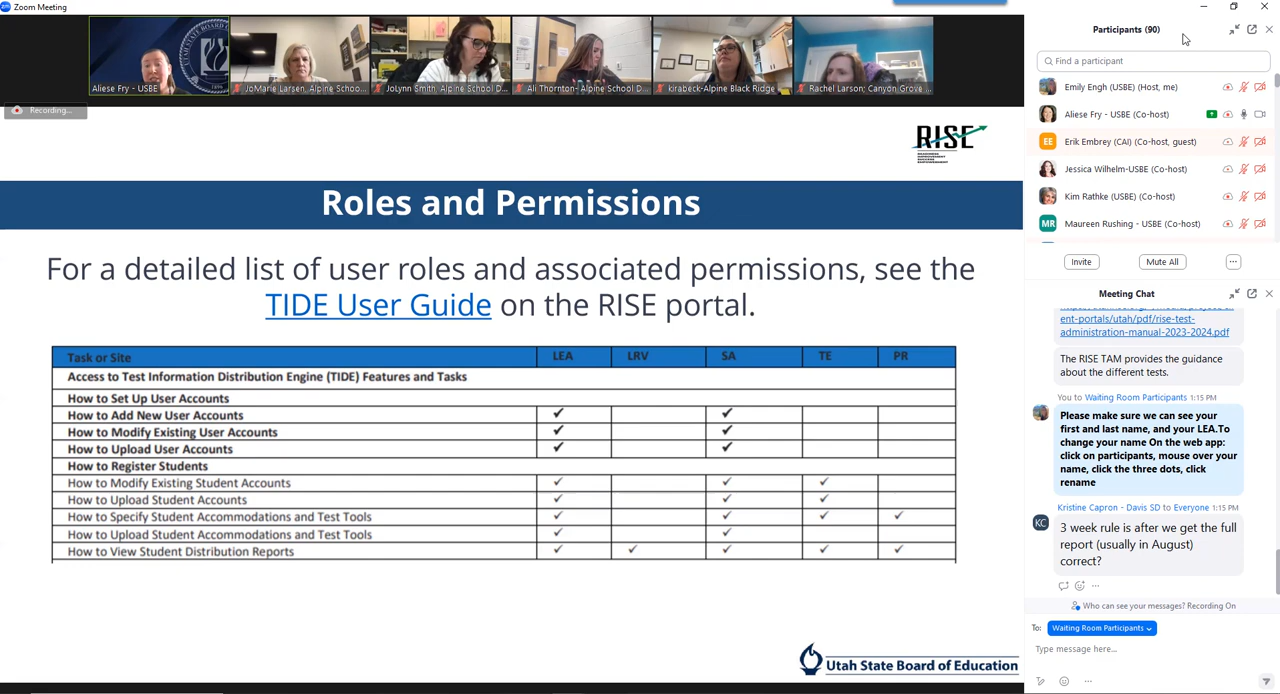 Zoom Meeting
Aliese Fry - USBE
JoMarie Larsen, Alpine Schoo...
JoLynn Smith, Alpine School D...
Ali Thornton- Alpine School D...
kirabeck-Alpine Black Ridge
Rachel Larson; Canyon Grove ...
Recording...
RISE
Roles and Permissions
For a detailed list of user roles and associated permissions, see the
TIDE User Guide on the RISE portal.
Task or Site LEA LRV SA TE PR
Access to Test Information Distribution Engine (TIDE) Features and Tasks
How to Set Up User Accounts
How to Add New User Accounts ✓ ✓
How to Modify Existing User Accounts ✓ ✓
How to Upload User Accounts ✓ ✓
How to Register Students
How to Modify Existing Student Accounts ✓ ✓ ✓
How to Upload Student Accounts ✓ ✓ ✓
How to Specify Student Accommodations and Test Tools ✓ ✓ ✓ ✓
How to Upload Student Accommodations and Test Tools ✓ ✓
How to View Student Distribution Reports ✓ ✓ ✓ ✓ ✓
Utah State Board of Education
Participants (90)
Find a participant
Emily Engh (USBE) (Host, me)
Aliese Fry - USBE (Co-host)
EE
Erik Embrey (CAI) (Co-host, guest)
Jessica Wilhelm-USBE (Co-host)
Kim Rathke (USBE) (Co-host)
MR
Maureen Rushing - USBE (Co-host)
Invite
Mute All
...
Meeting Chat
ent-portals/utah/pdf/rise-test-
administration-manual-2023-2024.pdf
The RISE TAM provides the guidance
about the different tests.
You to Waiting Room Participants 1:15 PM
Please make sure we can see your
first and last name, and your LEA.To
change your name On the web app:
click on participants, mouse over your
name, click the three dots, click
rename
Kristine Capron - Davis SD to Everyone 1:15 PM
KC
3 week rule is after we get the full
report (usually in August)
correct?
Who can see your messages? Recording On
To: Waiting Room Participants
Type message here...